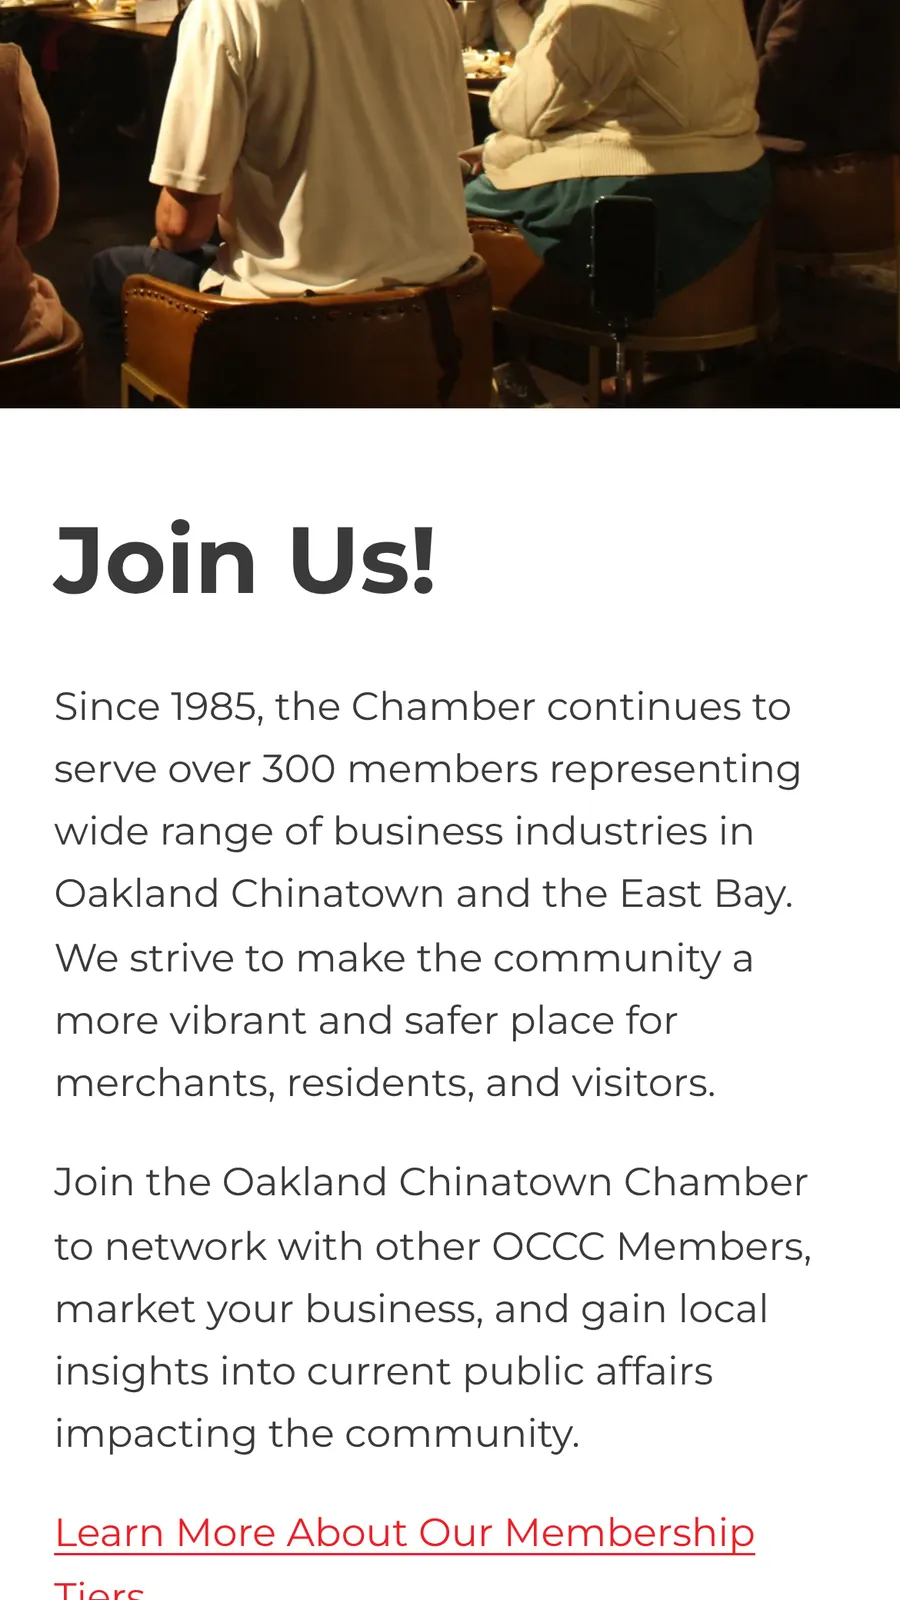 Join Us!
Since 1985, the Chamber continues to
serve over 300 members representing
wide range of business industries in
Oakland Chinatown and the East Bay.
We strive to make the community a
more vibrant and safer place for
merchants, residents, and visitors.
Join the Oakland Chinatown Chamber
to network with other OCCC Members,
market your business, and gain local
insights into current public affairs
impacting the community.
Learn More About Our Membership
Tiers